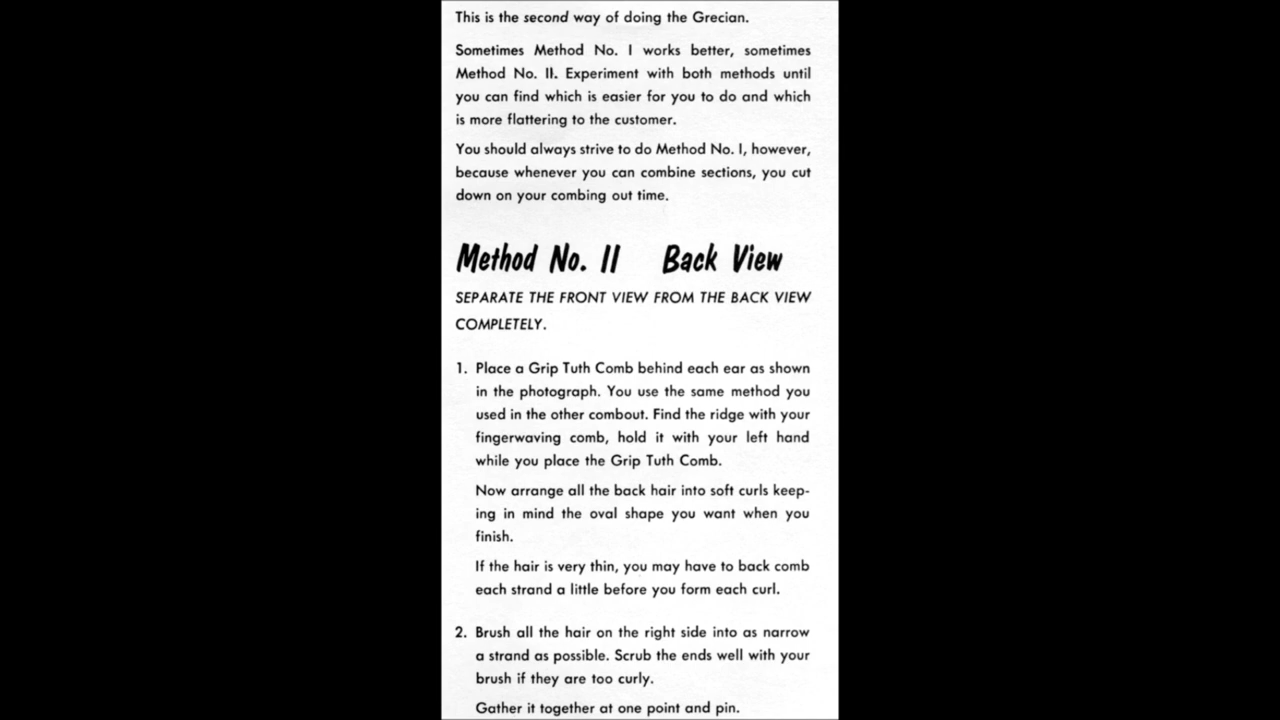 This is the second way of doing the Grecian.
Sometimes Method No. I works better, sometimes
Method No. II. Experiment with both methods until
you can find which is easier for you to do and which
is more flattering to the customer.
You should always strive to do Method No. I, however,
because whenever you can combine sections, you cut
down on your combing out time.
Method No. II Back View
SEPARATE THE FRONT VIEW FROM THE BACK VIEW
COMPLETELY.
1. Place a Grip Tuth Comb behind each ear as shown
in the photograph. You use the same method you
used in the other combout. Find the ridge with your
fingerwaving comb, hold it with your left hand
while you place the Grip Tuth Comb.
Now arrange all the back hair into soft curls keep-
ing in mind the oval shape you want when you
finish.
If the hair is very thin, you may have to back comb
each strand a little before you form each curl.
2. Brush all the hair on the right side into as narrow
a strand as possible. Scrub the ends well with your
brush if they are too curly.
Gather it together at one point and pin.